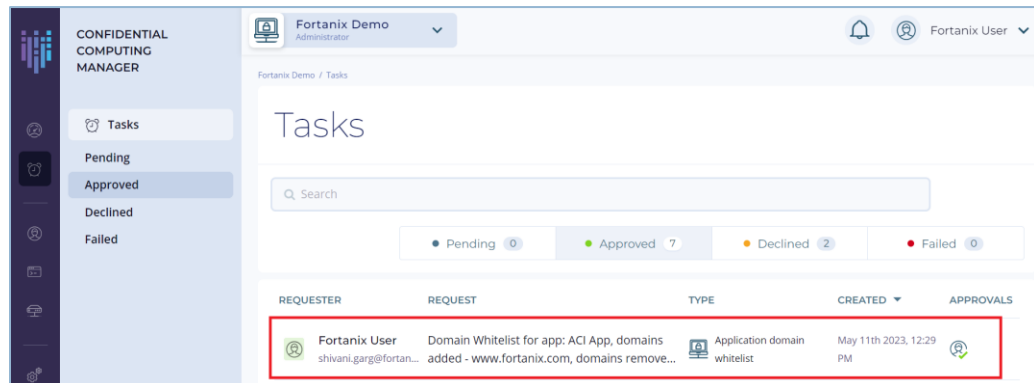 CONFIDENTIAL
COMPUTING
MANAGER
Tasks
Pending
Approved
Declined
Failed
Fortanix Demo
Administrator
Fortanix User
Fortanix Demo / Tasks
Tasks
Search
Pending 0
Approved 7
Declined 2
Failed 0
REQUESTER REQUEST TYPE CREATED APPROVALS
Fortanix User Domain Whitelist for app: ACI App, domains Application domain May 11th 2023, 12:29
shivani.garg@fortan... added - www.fortanix.com, domains remove... whitelist PM